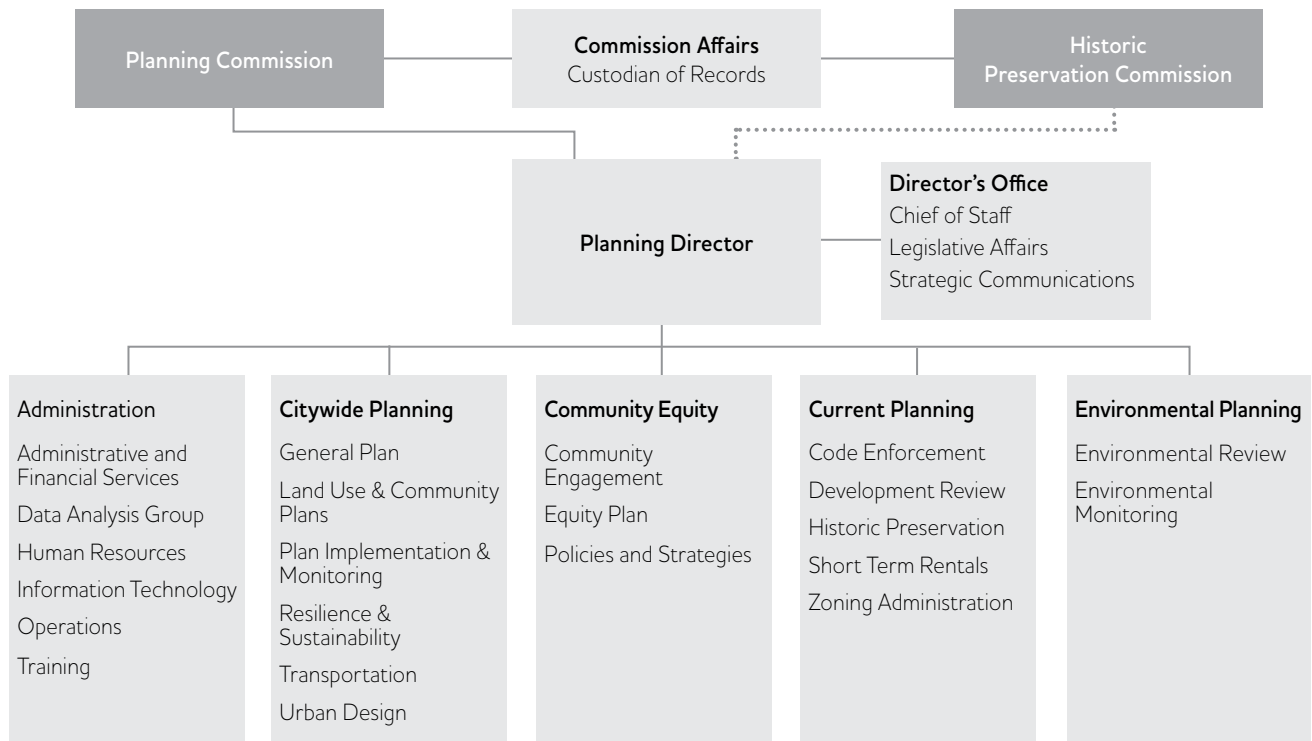 Planning Commission
Commission Affairs
Custodian of Records
Historic
Preservation Commission
Planning Director
Director’s Office
Chief of Staff
Legislative Affairs
Strategic Communications
Administration
Administrative and
Financial Services
Data Analysis Group
Human Resources
Information Technology
Operations
Training
Citywide Planning
General Plan
Land Use & Community
Plans
Plan Implementation &
Monitoring
Resilience &
Sustainability
Transportation
Urban Design
Community Equity
Community
Engagement
Equity Plan
Policies and Strategies
Current Planning
Code Enforcement
Development Review
Historic Preservation
Short Term Rentals
Zoning Administration
Environmental Planning
Environmental Review
Environmental
Monitoring